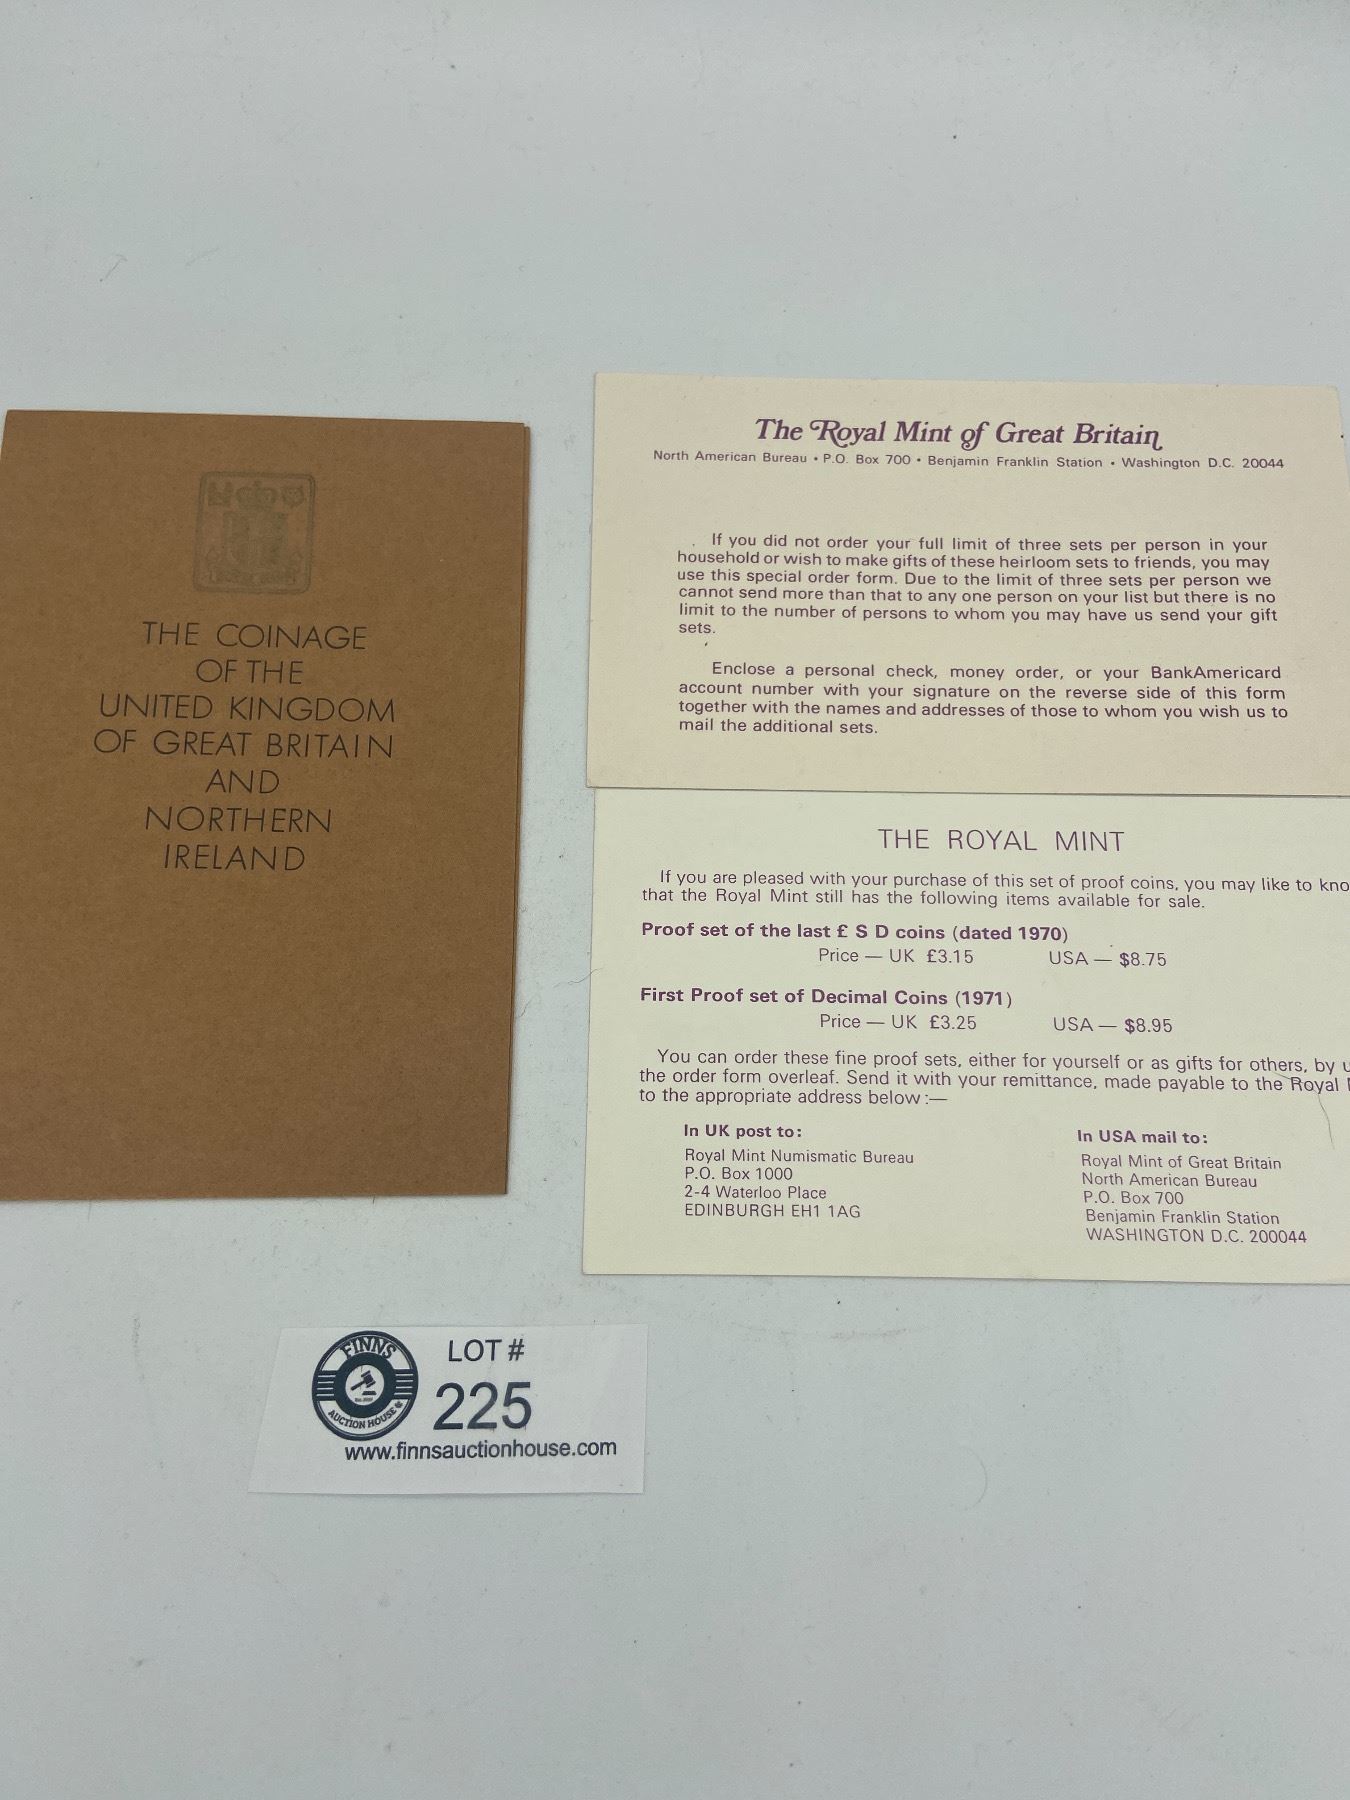 THE COINAGE
OF THE
UNITED KINGDOM
OF GREAT BRITAIN
AND
NORTHERN
IRELAND
The Royal Mint of Great Britain
North American Bureau • P.O. Box 700 • Benjamin Franklin Station • Washington D.C. 20044
If you did not order your full limit of three sets per person in your
household or wish to make gifts of these heirloom sets to friends, you may
use this special order form. Due to the limit of three sets per person we
cannot send more than that to any one person on your list but there is no
limit to the number of persons to whom you may have us send your gift
sets.
Enclose a personal check, money order, or your BankAmericard
account number with your signature on the reverse side of this form
together with the names and addresses of those to whom you wish us to
mail the additional sets.
THE ROYAL MINT
If you are pleased with your purchase of this set of proof coins, you may like to kno
that the Royal Mint still has the following items available for sale.
Proof set of the last £ S D coins (dated 1970)
Price — UK £3.15 USA — $8.75
First Proof set of Decimal Coins (1971)
Price — UK £3.25 USA — $8.95
You can order these fine proof sets, either for yourself or as gifts for others, by u
the order form overleaf. Send it with your remittance, made payable to the Royal
to the appropriate address below :—
In UK post to:
Royal Mint Numismatic Bureau
P.O. Box 1000
2-4 Waterloo Place
EDINBURGH EH1 1AG
In USA mail to:
Royal Mint of Great Britain
North American Bureau
P.O. Box 700
Benjamin Franklin Station
WASHINGTON D.C. 200044
FINNS
AUCTION HOUSE
LOT #
225
www.finnsauctionhouse.com